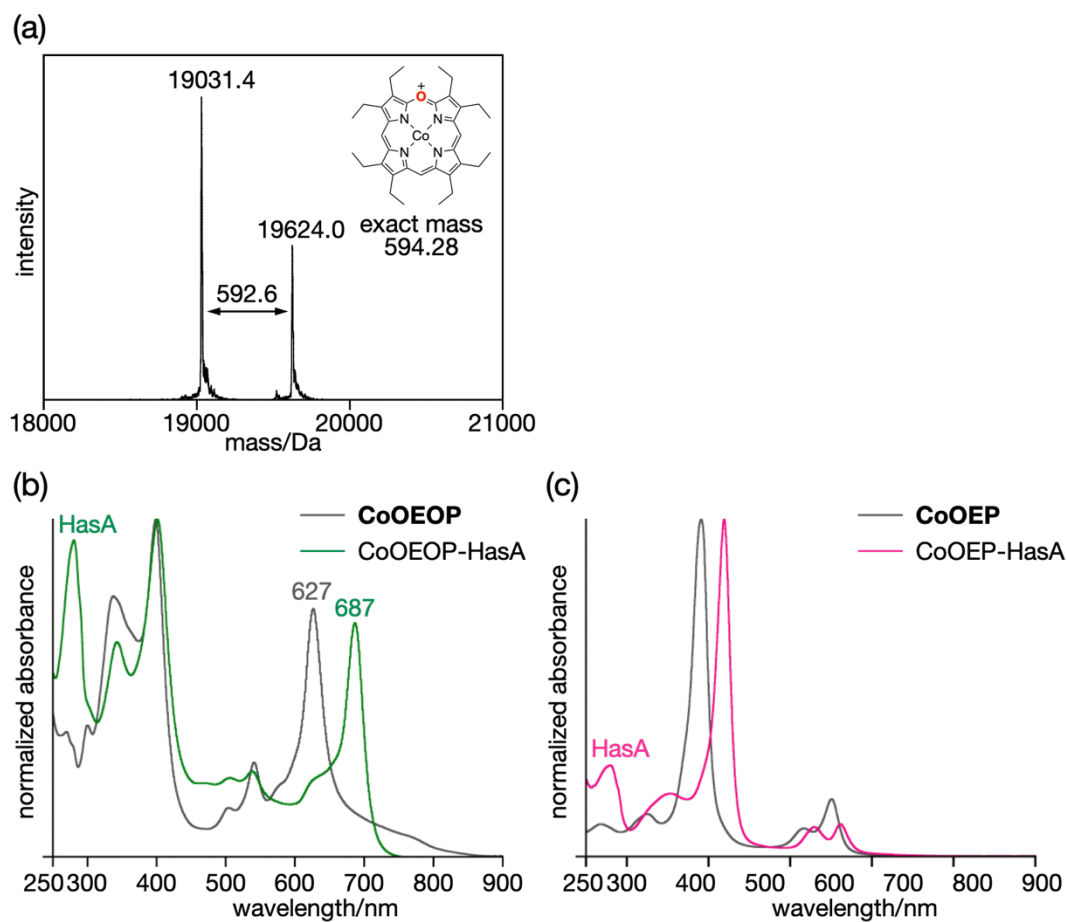 (a)
19031.4
19624.0
592.6
+
O
N
N
Co
N
N
exact mass
594.28
intensity
18000
19000
20000
21000
mass/Da
(b)
HasA
CoOEOP
CoOEOP-HasA
627
687
normalized absorbance
250
300
400
500
600
700
800
900
wavelength/nm
(c)
CoOEP
CoOEP-HasA
HasA
normalized absorbance
250
300
400
500
600
700
800
900
wavelength/nm